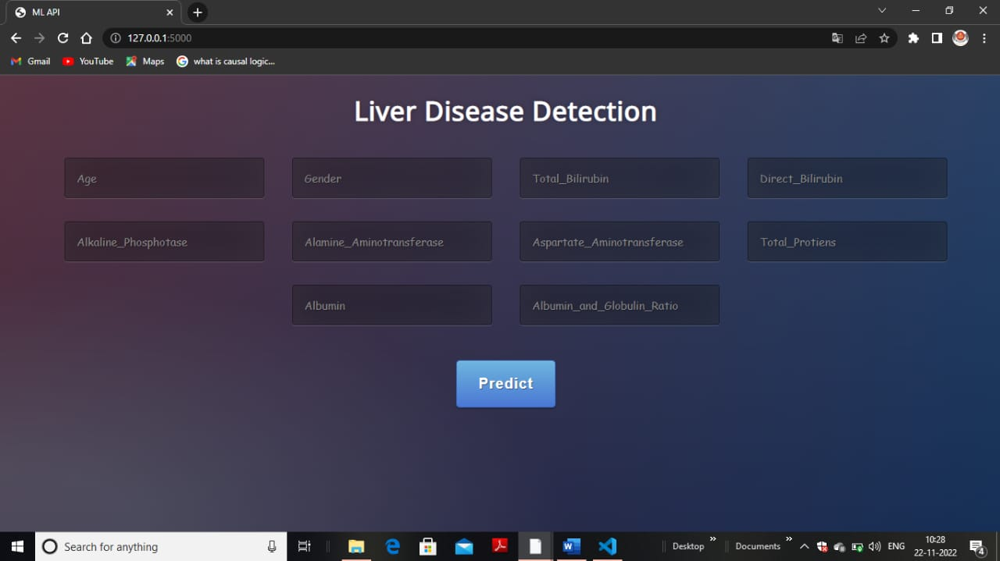 ML API
127.0.0.1:5000
Gmail YouTube Maps what is causal logic...
Liver Disease Detection
Age Gender Total_Bilirubin Direct_Bilirubin
Alkaline_Phosphotase Alamine_Aminotransferase Aspartate_Aminotransferase Total_Protiens
Albumin Albumin_and_Globulin_Ratio
Predict
Search for anything Desktop » Documents » ENG 10:28
22-11-2022 4